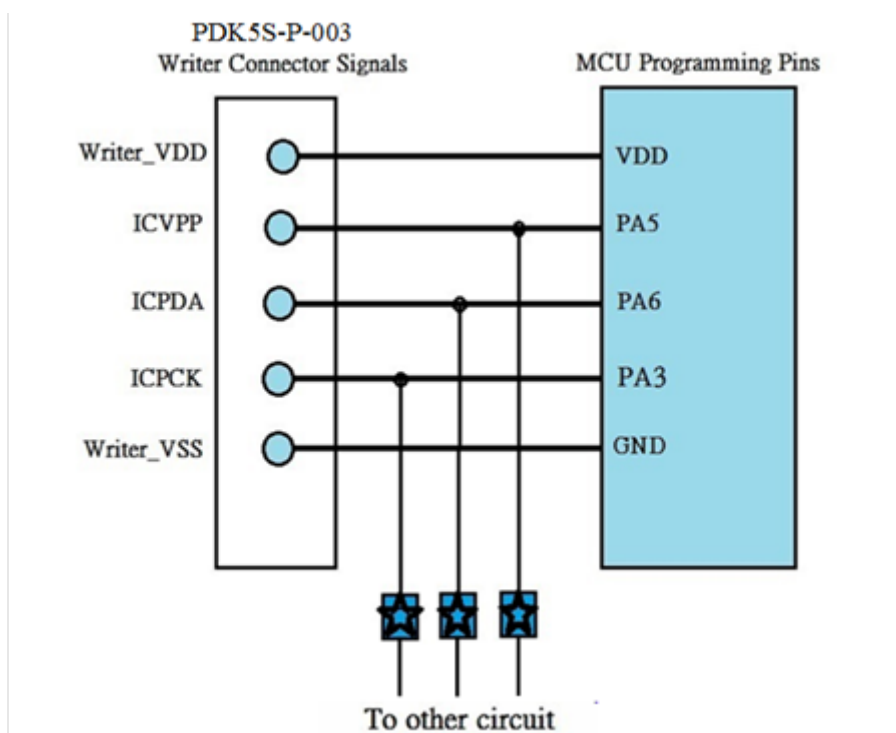 PDK5S-P-003
Writer Connector Signals
MCU Programming Pins
Writer_VDD
VDD
ICVPP
PA5
ICPDA
PA6
ICPCK
PA3
Writer_VSS
GND
To other circuit